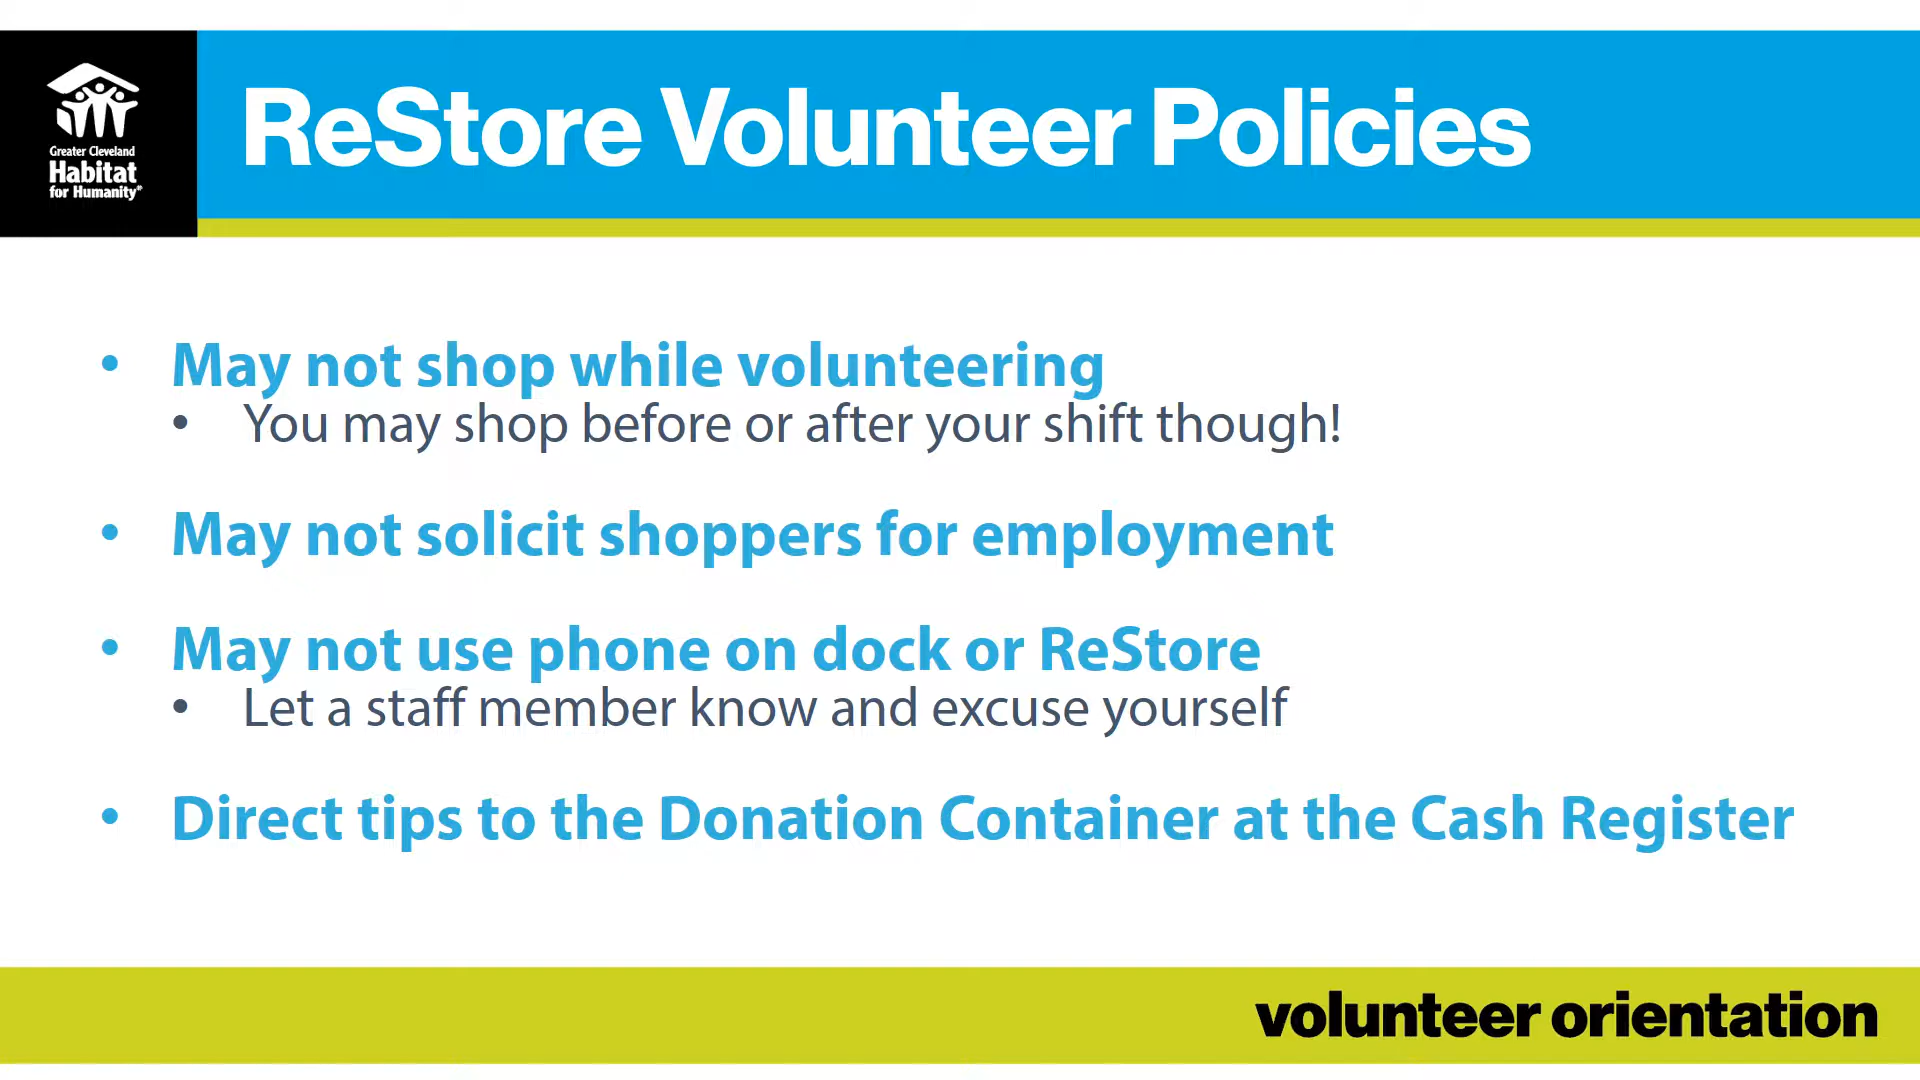 Greater Cleveland
Habitat
for Humanity®
ReStore Volunteer Policies
• May not shop while volunteering
• You may shop before or after your shift though!
• May not solicit shoppers for employment
• May not use phone on dock or ReStore
• Let a staff member know and excuse yourself
• Direct tips to the Donation Container at the Cash Register
volunteer orientation